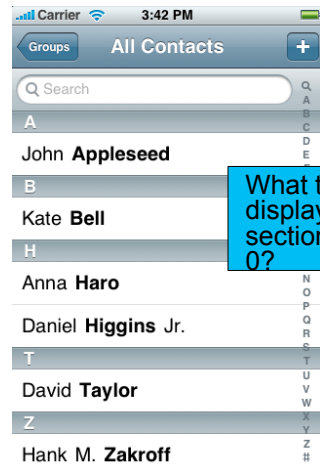 Carrier 3:42 PM
Groups All Contacts +
Search
A
John Appleseed
B
Kate Bell
H
Anna Haro
Daniel Higgins Jr.
T
David Taylor
Z
Hank M. Zakroff
What
display
section
0?
A
B
C
D
E
N
O
P
Q
R
S
T
U
V
W
X
Y
Z
#